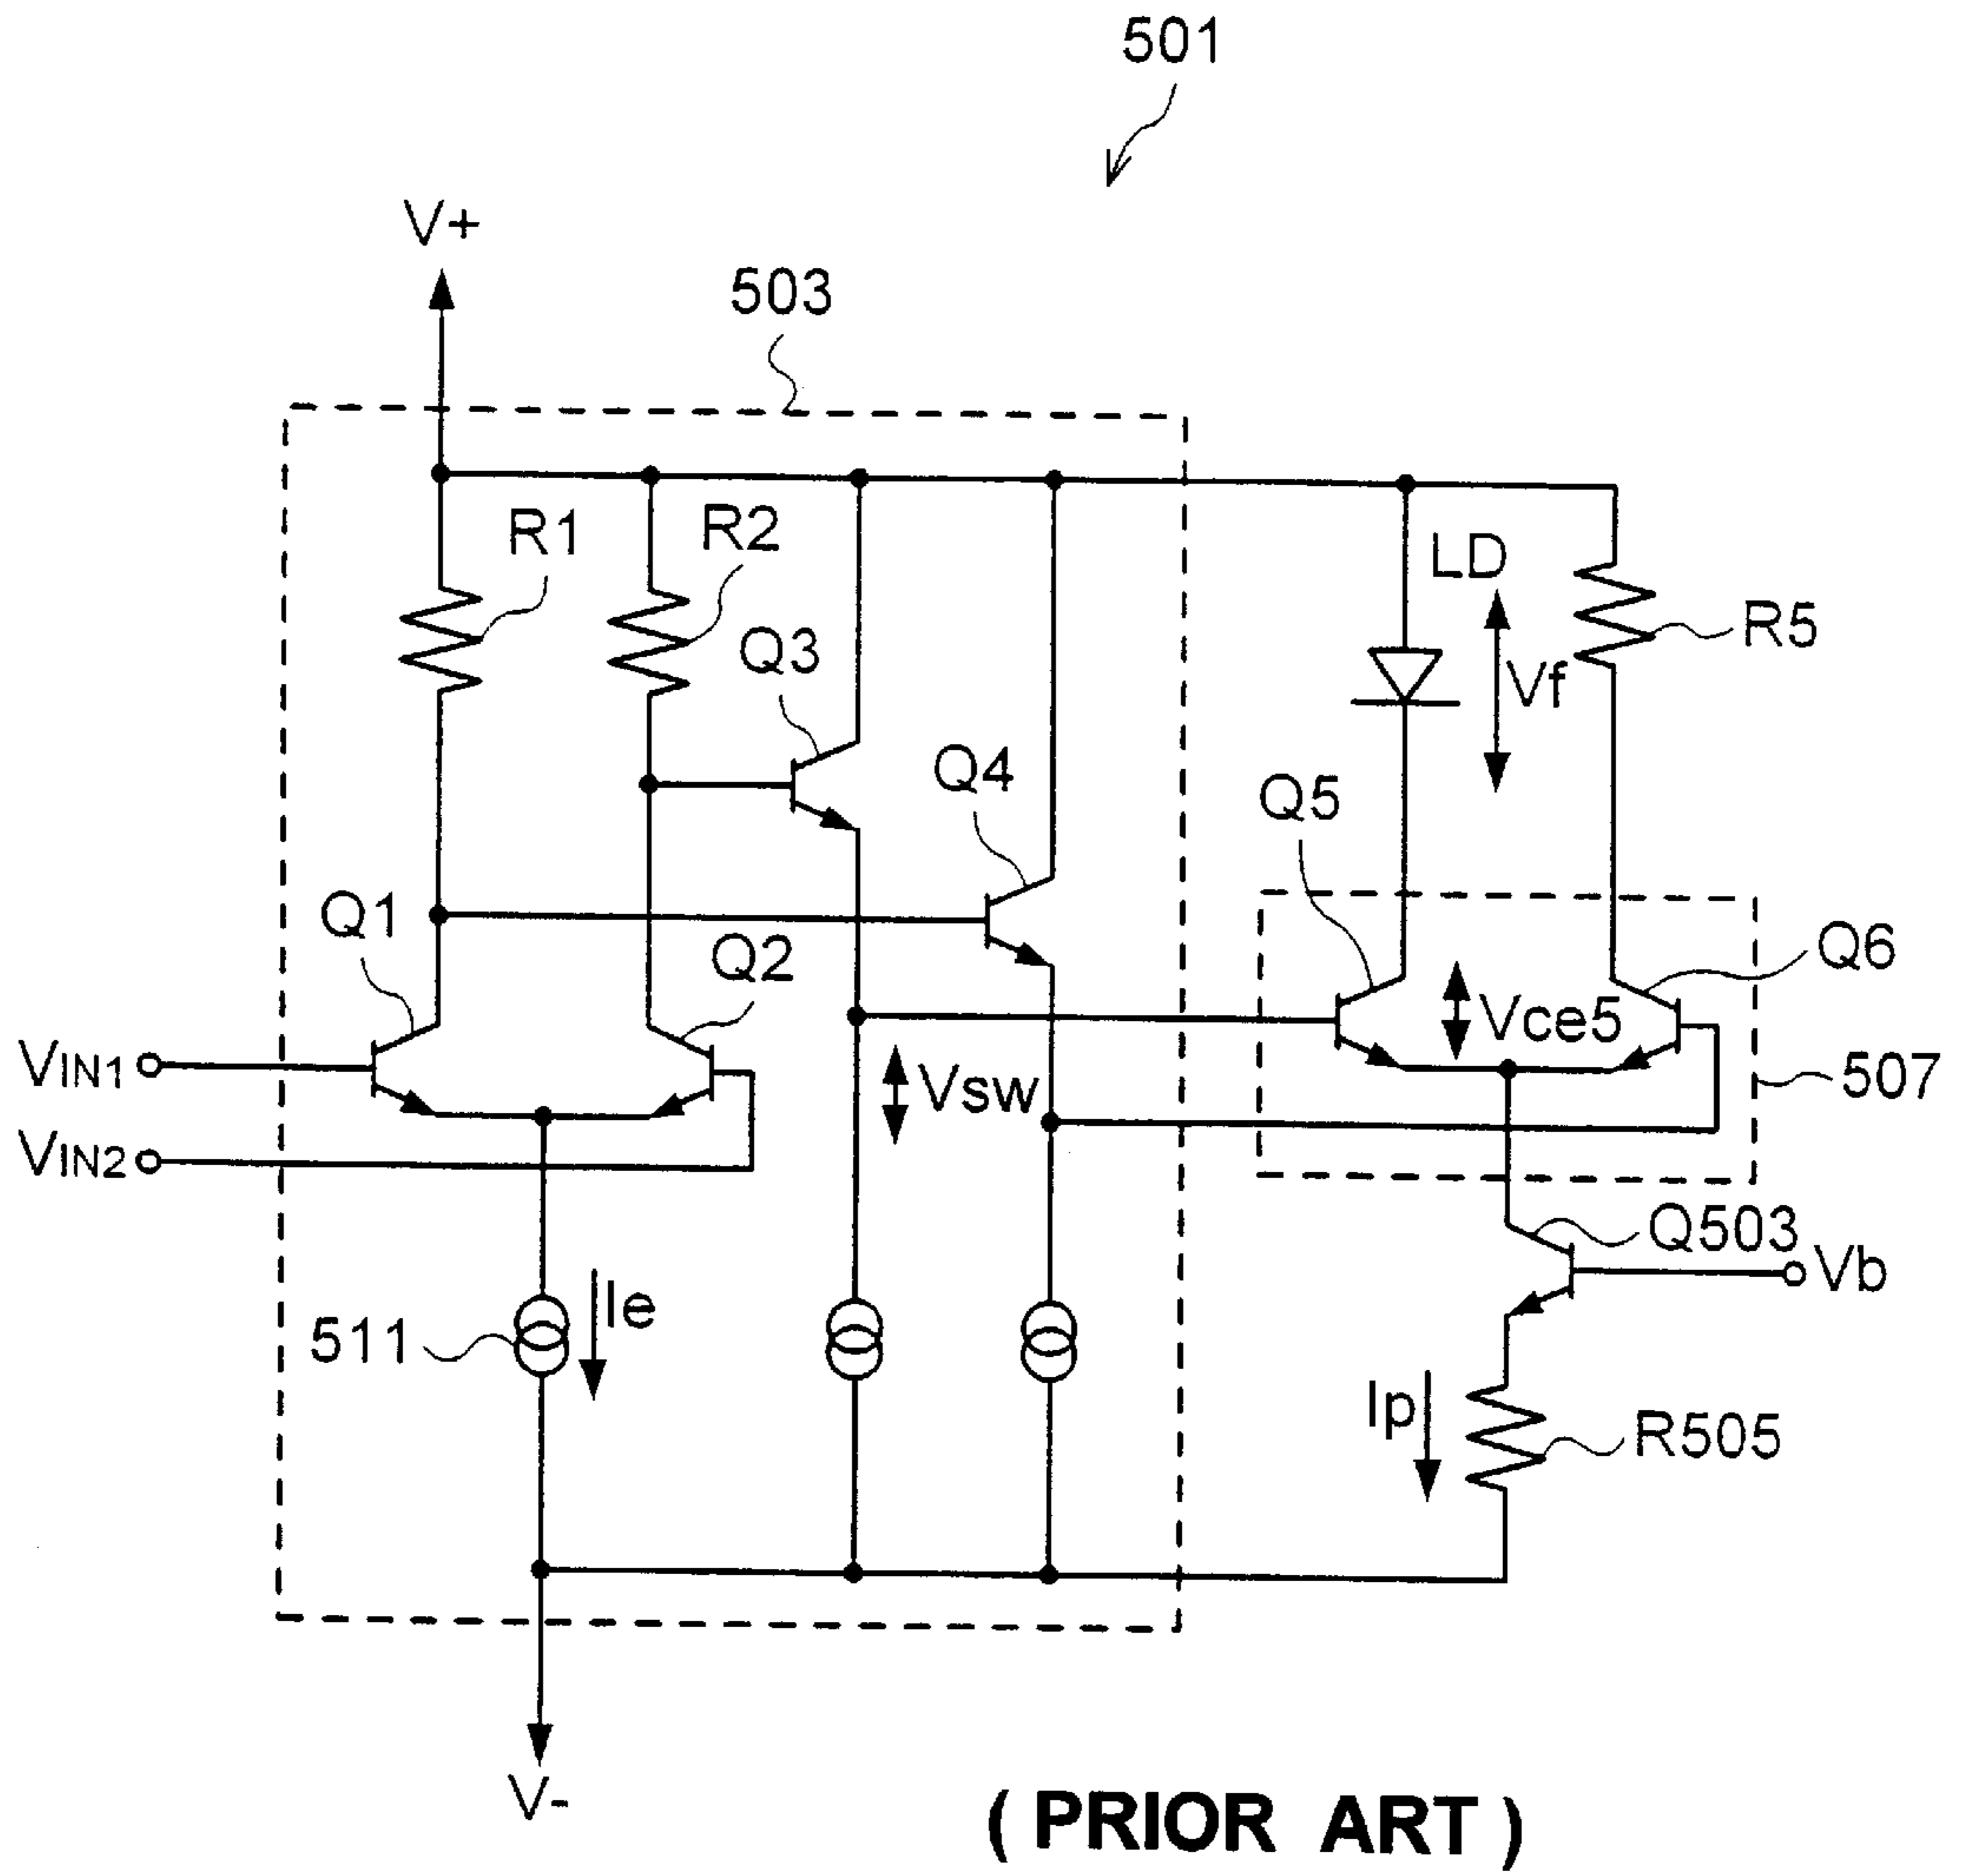 501
V+
503
R1
R2
LD
R5
Q3
Vf
Q4
Q5
Q1
Q2
Q6
VIN1
Vsw
Vce5
507
VIN2
Q503
Vb
511
Ie
Ip
R505
V-
( PRIOR ART )